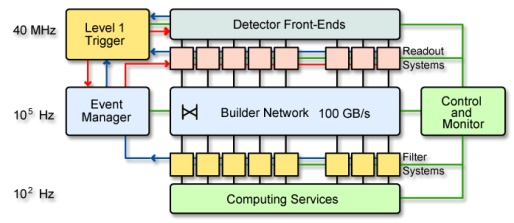 40 MHz
Level 1
Trigger
Detector Front-Ends
Readout
Systems
10⁵ Hz
Event
Manager
Builder Network 100 GB/s
Control
and
Monitor
Filter
Systems
10² Hz
Computing Services